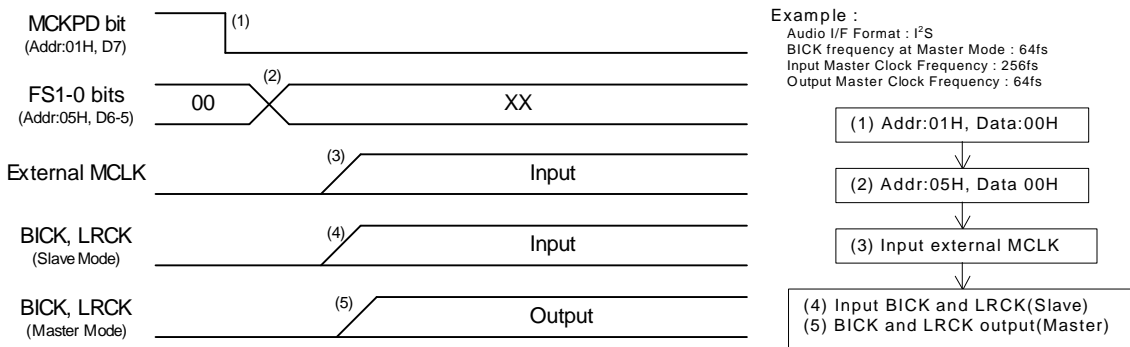 MCKPD bit
(Addr:01H, D7)
(1)
FS1-0 bits
(Addr:05H, D6-5)
00
(2)
XX
External MCLK
(3)
Input
BICK, LRCK
(Slave Mode)
(4)
Input
BICK, LRCK
(Master Mode)
(5)
Output
Example :
Audio I/F Format : I²S
BICK frequency at Master Mode : 64fs
Input Master Clock Frequency : 256fs
Output Master Clock Frequency : 64fs
(1) Addr:01H, Data:00H
(2) Addr:05H, Data 00H
(3) Input external MCLK
(4) Input BICK and LRCK(Slave)
(5) BICK and LRCK output(Master)